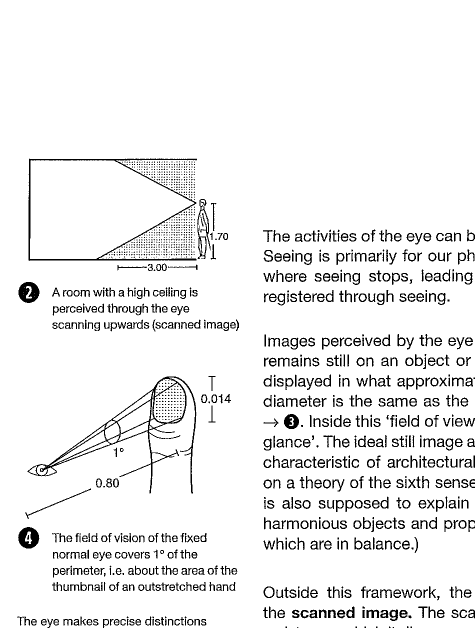 1.70
3.00
2 A room with a high ceiling is
perceived through the eye
scanning upwards (scanned image)
0.014
1°
0.80
4 The field of vision of the fixed
normal eye covers 1° of the
perimeter, i.e. about the area of the
thumbnail of an outstretched hand
The eye makes precise distinctions
The activities of the eye can b
Seeing is primarily for our ph
where seeing stops, leading
registered through seeing.
Images perceived by the eye
remains still on an object or
displayed in what approxima
diameter is the same as the
→ 3. Inside this ‘field of view
glance’. The ideal still image a
characteristic of architectural
on a theory of the sixth sense
is also supposed to explain
harmonious objects and prop
which are in balance.)
Outside this framework, the
the scanned image. The sca